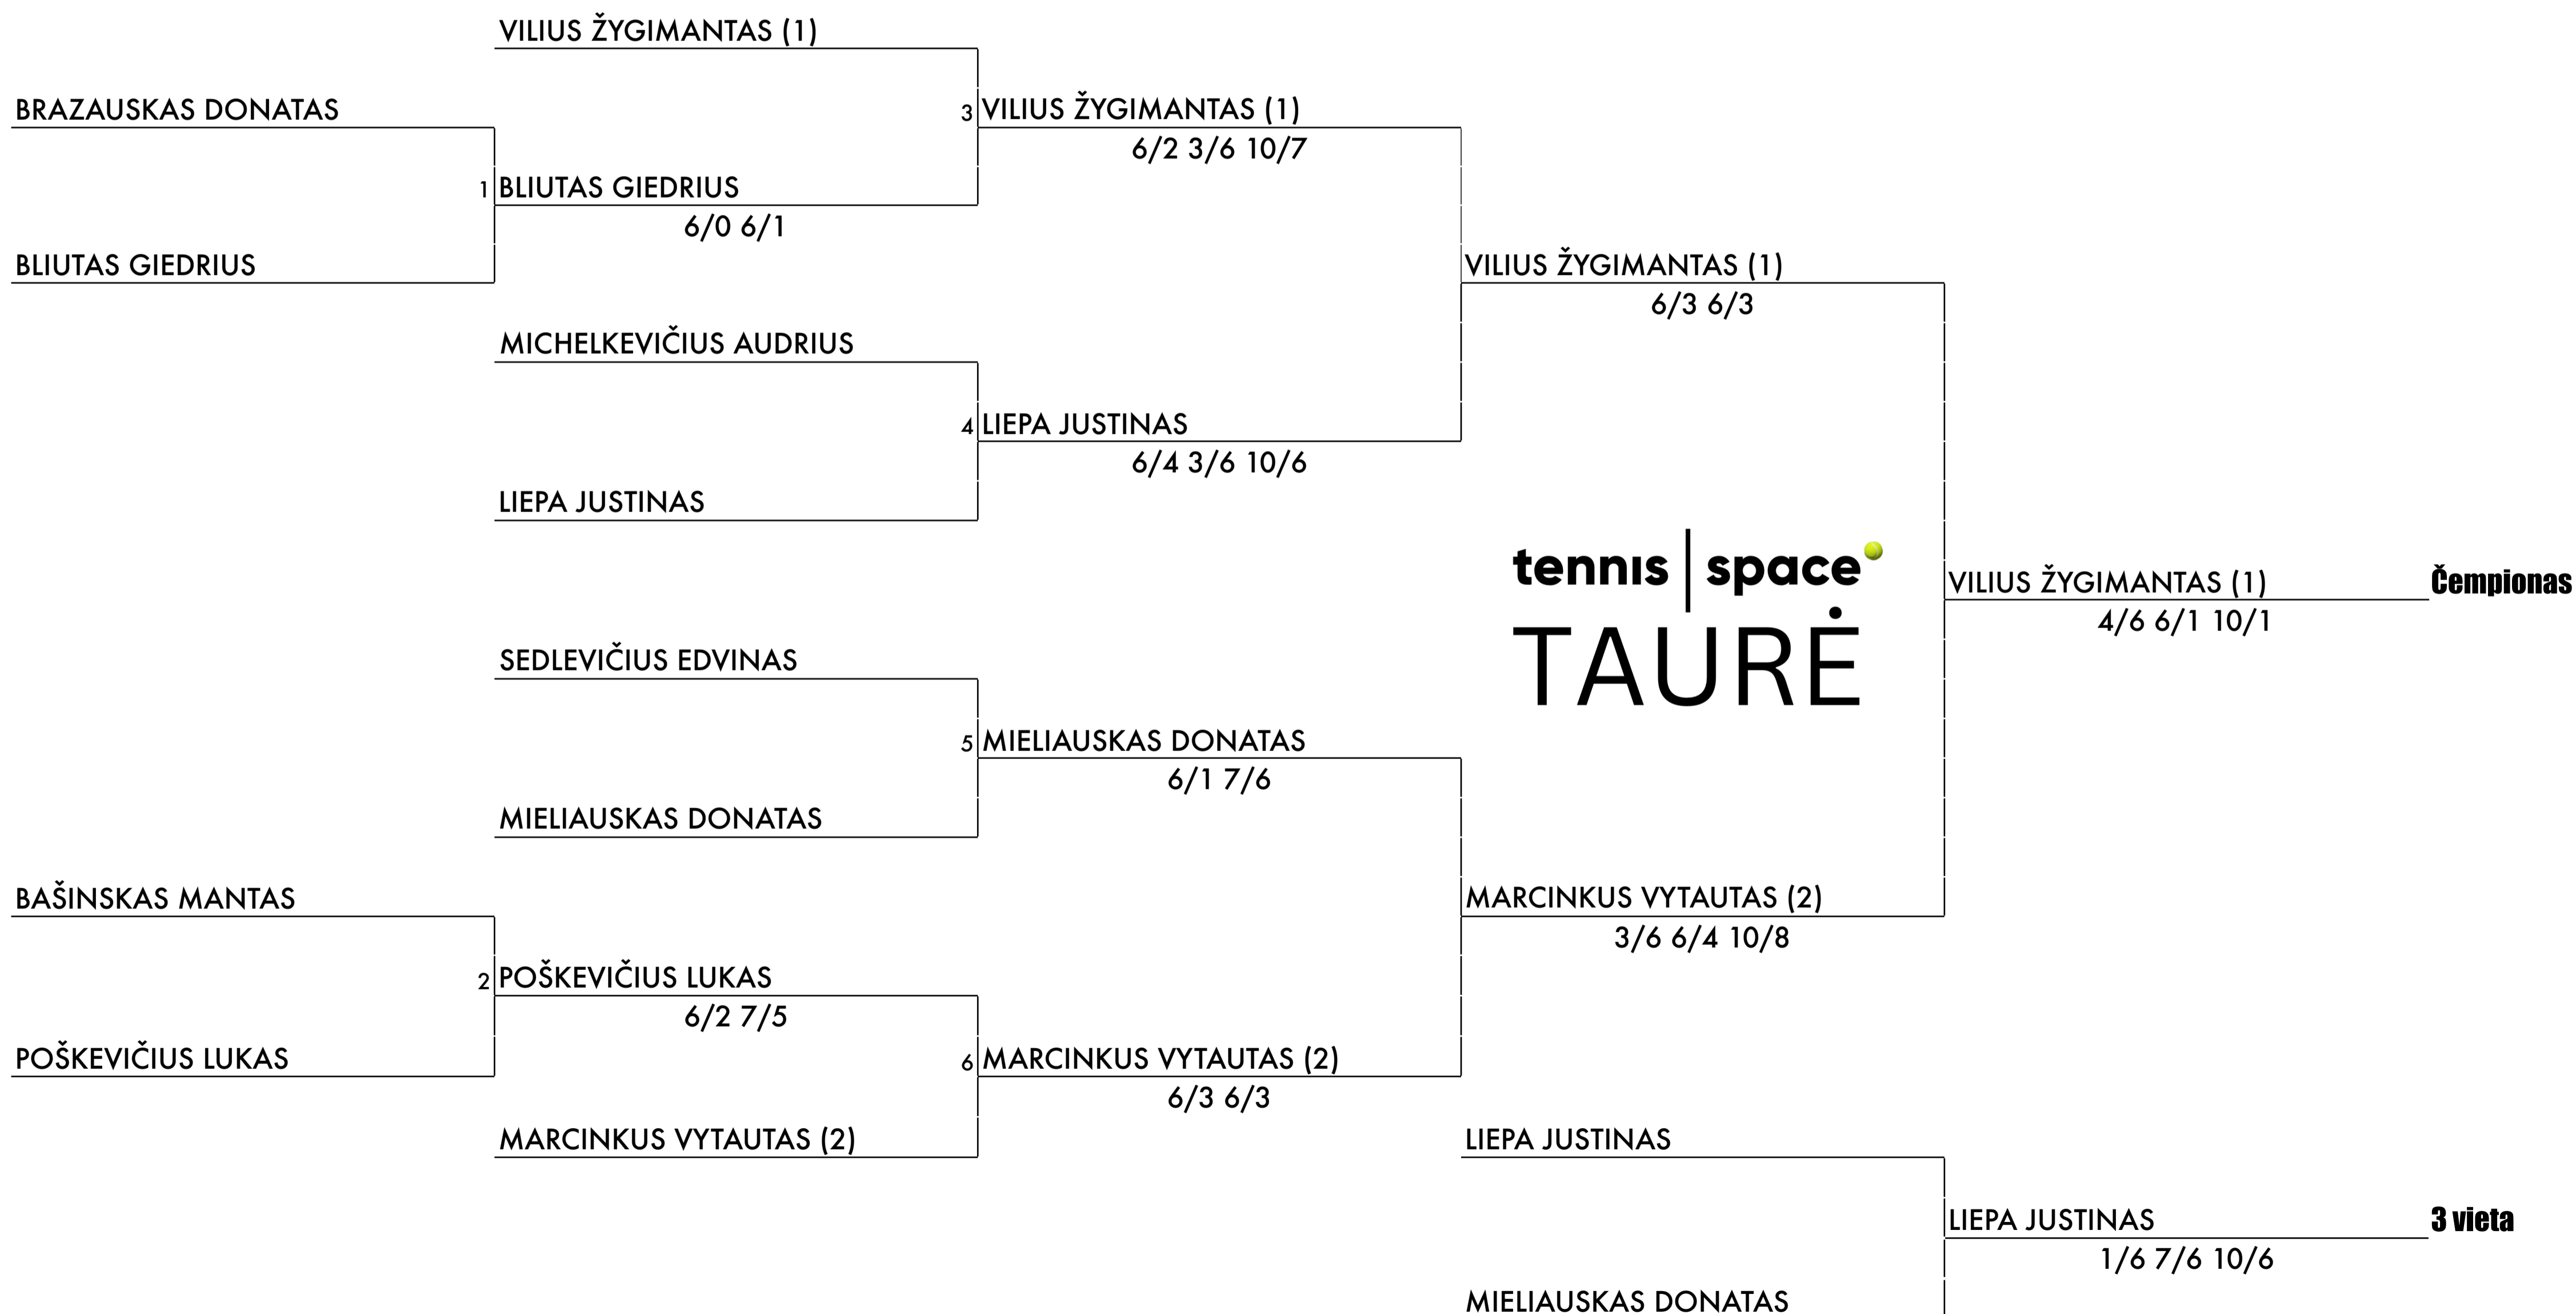 VILIUS ŽYGIMANTAS (1)
BRAZAUSKAS DONATAS
3 VILIUS ŽYGIMANTAS (1)
6/2 3/6 10/7
1 BLIUTAS GIEDRIUS
6/0 6/1
BLIUTAS GIEDRIUS
VILIUS ŽYGIMANTAS (1)
6/3 6/3
MICHELKEVIČIUS AUDRIUS
4 LIEPA JUSTINAS
6/4 3/6 10/6
LIEPA JUSTINAS
tennis | space
TAURĖ
VILIUS ŽYGIMANTAS (1) Čempionas
4/6 6/1 10/1
SEDLEVIČIUS EDVINAS
5 MIELIAUSKAS DONATAS
6/1 7/6
MIELIAUSKAS DONATAS
BAŠINSKAS MANTAS
MARCINKUS VYTAUTAS (2)
3/6 6/4 10/8
2 POŠKEVIČIUS LUKAS
6/2 7/5
POŠKEVIČIUS LUKAS
6 MARCINKUS VYTAUTAS (2)
6/3 6/3
MARCINKUS VYTAUTAS (2)
LIEPA JUSTINAS
LIEPA JUSTINAS 3 vieta
1/6 7/6 10/6
MIELIAUSKAS DONATAS